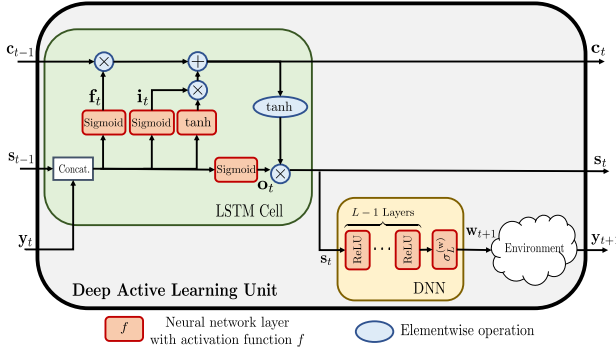 c_{t−1}
c_t
× + ×
f_t i_t
tanh
Sigmoid Sigmoid tanh
s_{t−1}
Concat.
Sigmoid
o_t
×
s_t
LSTM Cell
y_t
L − 1 Layers
ReLU ··· ReLU σ_L^{(w)}
w_{t+1}
Environment
y_{t+1}
s_t
DNN
Deep Active Learning Unit
f
Neural network layer
with activation function f
Elementwise operation